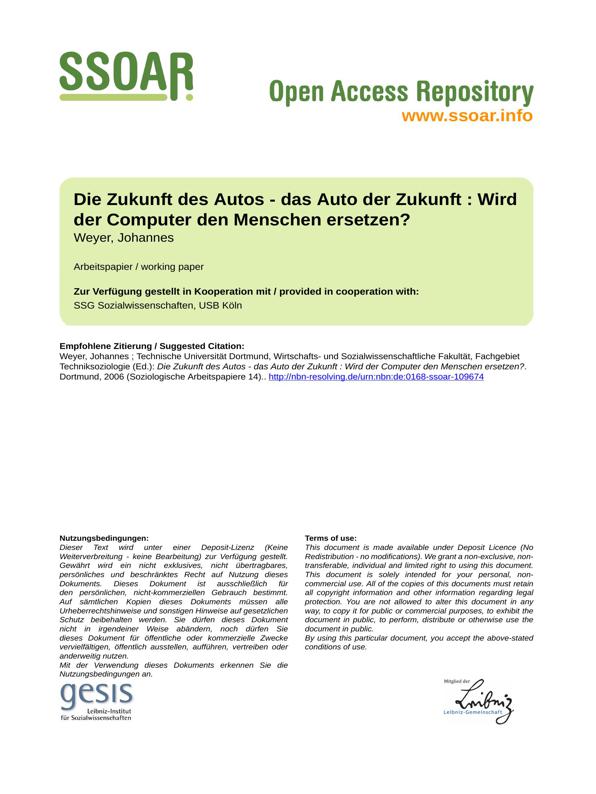 SSOAR
Open Access Repository
www.ssoar.info
Die Zukunft des Autos - das Auto der Zukunft : Wird
der Computer den Menschen ersetzen?
Weyer, Johannes
Arbeitspapier / working paper
Zur Verfügung gestellt in Kooperation mit / provided in cooperation with:
SSG Sozialwissenschaften, USB Köln
Empfohlene Zitierung / Suggested Citation:
Weyer, Johannes ; Technische Universität Dortmund, Wirtschafts- und Sozialwissenschaftliche Fakultät, Fachgebiet
Techniksoziologie (Ed.): Die Zukunft des Autos - das Auto der Zukunft : Wird der Computer den Menschen ersetzen?.
Dortmund, 2006 (Soziologische Arbeitspapiere 14).. http://nbn-resolving.de/urn:nbn:de:0168-ssoar-109674
Nutzungsbedingungen:
Dieser Text wird unter einer Deposit-Lizenz (Keine
Weiterverbreitung - keine Bearbeitung) zur Verfügung gestellt.
Gewährt wird ein nicht exklusives, nicht übertragbares,
persönliches und beschränktes Recht auf Nutzung dieses
Dokuments. Dieses Dokument ist ausschließlich für
den persönlichen, nicht-kommerziellen Gebrauch bestimmt.
Auf sämtlichen Kopien dieses Dokuments müssen alle
Urheberrechtshinweise und sonstigen Hinweise auf gesetzlichen
Schutz beibehalten werden. Sie dürfen dieses Dokument
nicht in irgendeiner Weise abändern, noch dürfen Sie
dieses Dokument für öffentliche oder kommerzielle Zwecke
vervielfältigen, öffentlich ausstellen, aufführen, vertreiben oder
anderweitig nutzen.
Mit der Verwendung dieses Dokuments erkennen Sie die
Nutzungsbedingungen an.
Terms of use:
This document is made available under Deposit Licence (No
Redistribution - no modifications). We grant a non-exclusive, non-
transferable, individual and limited right to using this document.
This document is solely intended for your personal, non-
commercial use. All of the copies of this documents must retain
all copyright information and other information regarding legal
protection. You are not allowed to alter this document in any
way, to copy it for public or commercial purposes, to exhibit the
document in public, to perform, distribute or otherwise use the
document in public.
By using this particular document, you accept the above-stated
conditions of use.
gesis
Leibniz-Institut
für Sozialwissenschaften
Mitglied der
Leibniz
Leibniz-Gemeinschaft